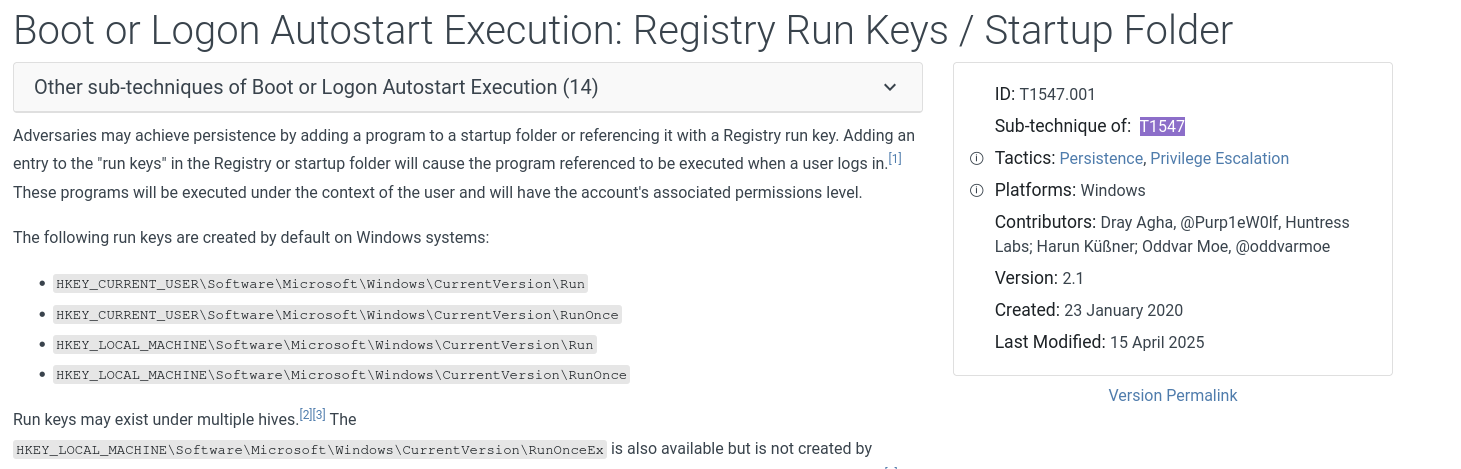 Boot or Logon Autostart Execution: Registry Run Keys / Startup Folder
Other sub-techniques of Boot or Logon Autostart Execution (14)
Adversaries may achieve persistence by adding a program to a startup folder or referencing it with a Registry run key. Adding an
entry to the "run keys" in the Registry or startup folder will cause the program referenced to be executed when a user logs in.[1]
These programs will be executed under the context of the user and will have the account's associated permissions level.
The following run keys are created by default on Windows systems:
HKEY_CURRENT_USER\Software\Microsoft\Windows\CurrentVersion\Run
HKEY_CURRENT_USER\Software\Microsoft\Windows\CurrentVersion\RunOnce
HKEY_LOCAL_MACHINE\Software\Microsoft\Windows\CurrentVersion\Run
HKEY_LOCAL_MACHINE\Software\Microsoft\Windows\CurrentVersion\RunOnce
Run keys may exist under multiple hives.[2][3] The
HKEY_LOCAL_MACHINE\Software\Microsoft\Windows\CurrentVersion\RunOnceEx is also available but is not created by
ID: T1547.001
Sub-technique of: T1547
Tactics: Persistence, Privilege Escalation
Platforms: Windows
Contributors: Dray Agha, @Purp1eW0lf, Huntress
Labs; Harun Küßner; Oddvar Moe, @oddvarmoe
Version: 2.1
Created: 23 January 2020
Last Modified: 15 April 2025
Version Permalink